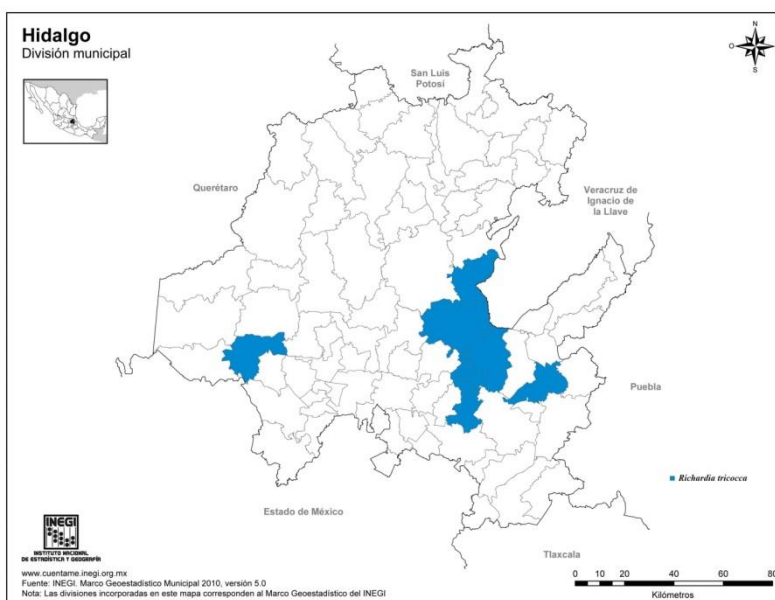 Hidalgo
División municipal
N
O
E
S
San Luis
Potosí
Querétaro
Veracruz de
Ignacio de
la Llave
Puebla
Richardia tricocca
Estado de México
Tlaxcala
INEGI
INSTITUTO NACIONAL
DE ESTADÍSTICA Y GEOGRAFÍA
www.cuentame.inegi.org.mx
Fuente: INEGI. Marco Geoestadístico Municipal 2010, versión 5.0
Nota: Las divisiones incorporadas en este mapa corresponden al Marco Geoestadístico del INEGI
0 10 20 40 60 80
Kilómetros